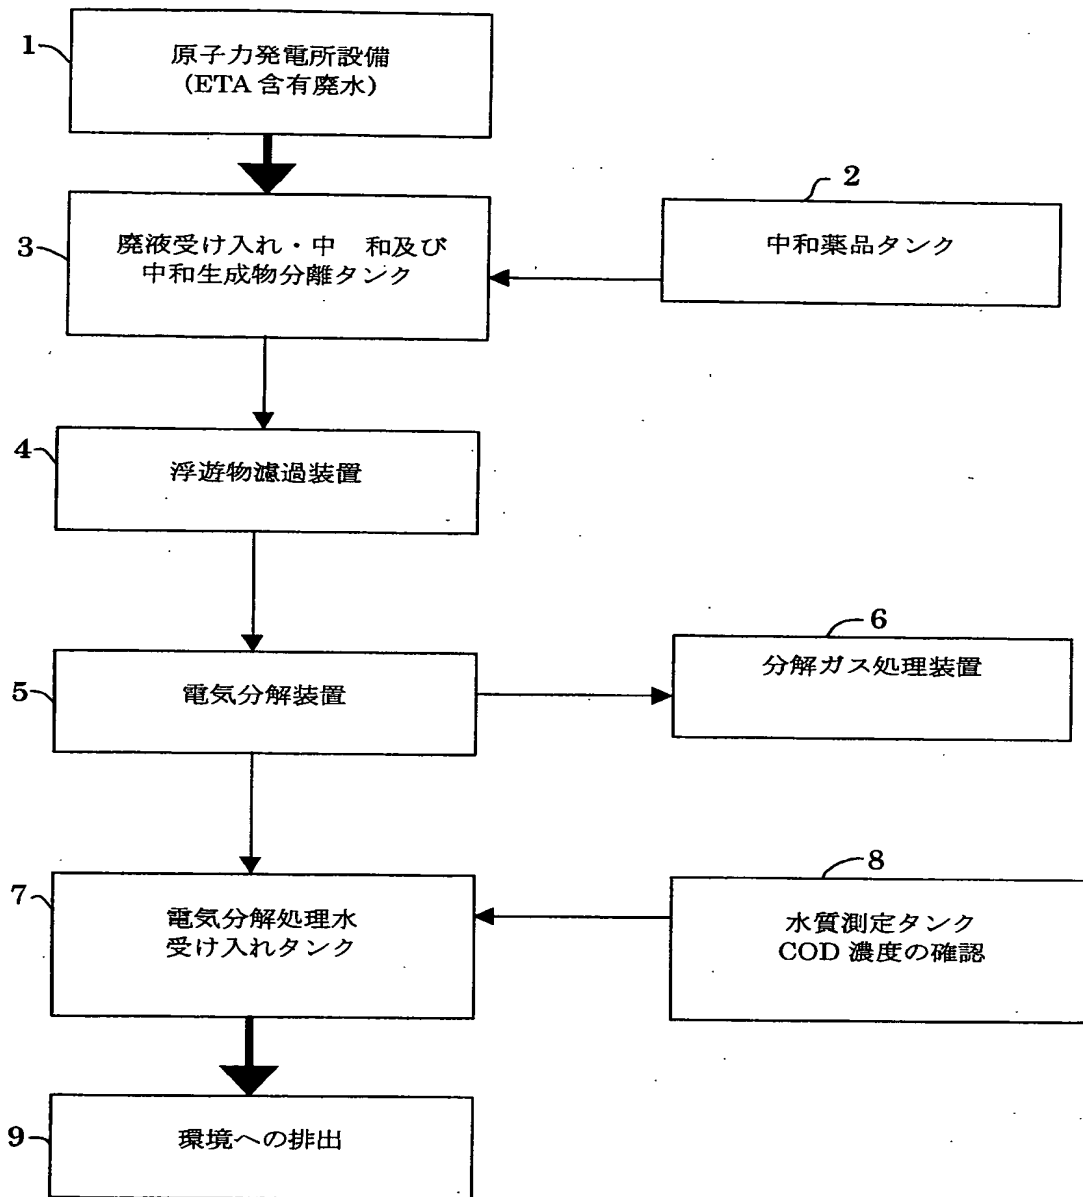 1
原子力発電所設備
(ETA 含有廃水)
2
中和薬品タンク
3
廃液受け入れ・中　和及び
中和生成物分離タンク
4
浮遊物濾過装置
5
電気分解装置
6
分解ガス処理装置
7
電気分解処理水
受け入れタンク
8
水質測定タンク
COD 濃度の確認
9
環境への排出